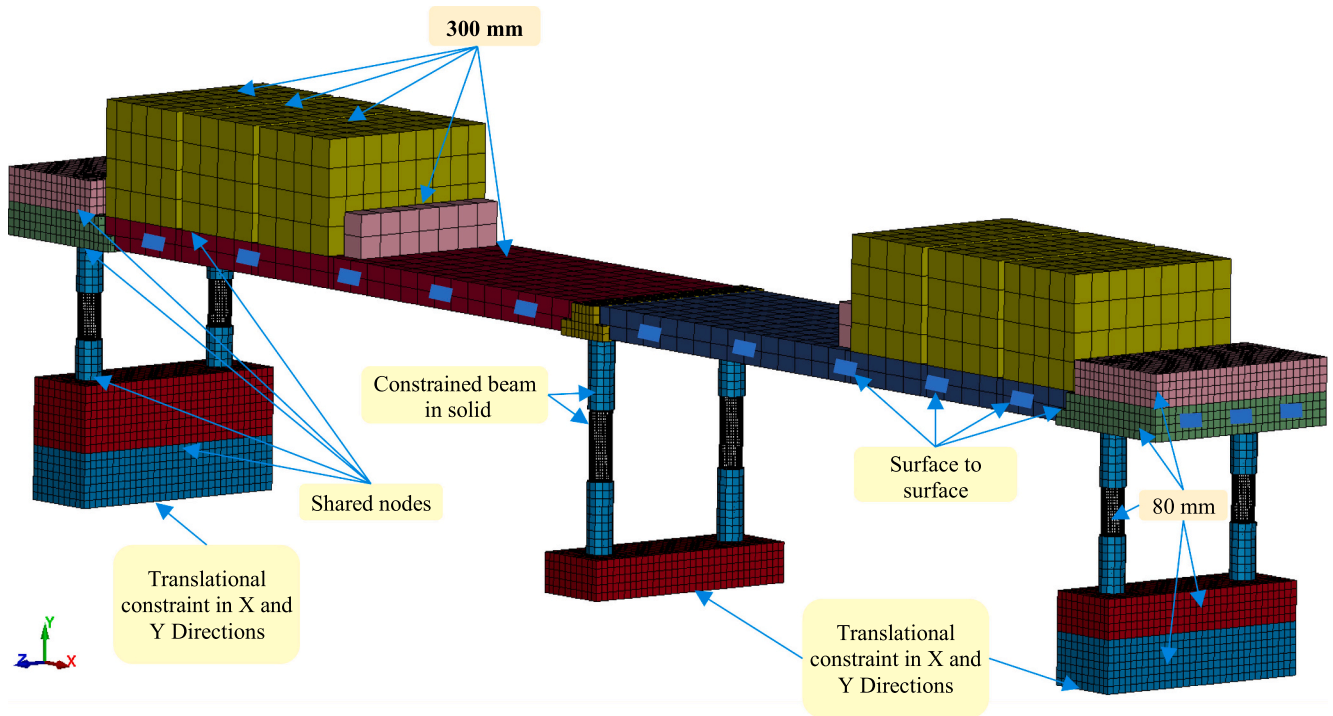 300 mm
Constrained beam
in solid
Shared nodes
Surface to
surface
80 mm
Translational
constraint in X and
Y Directions
Translational
constraint in X and
Y Directions
Y
Z
X